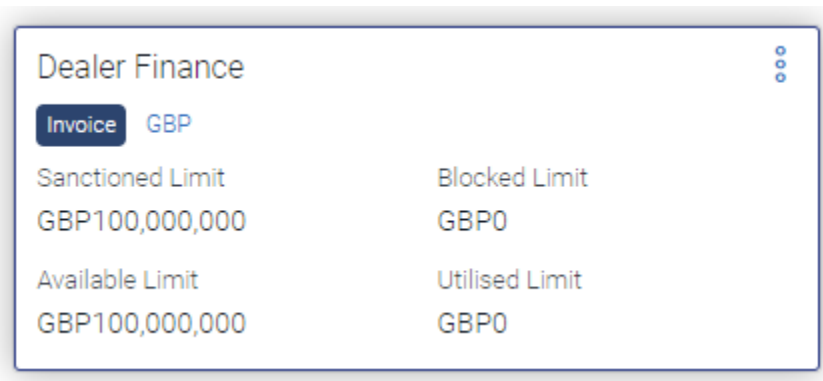 Dealer Finance
Invoice GBP
Sanctioned Limit Blocked Limit
GBP100,000,000 GBP0
Available Limit Utilised Limit
GBP100,000,000 GBP0